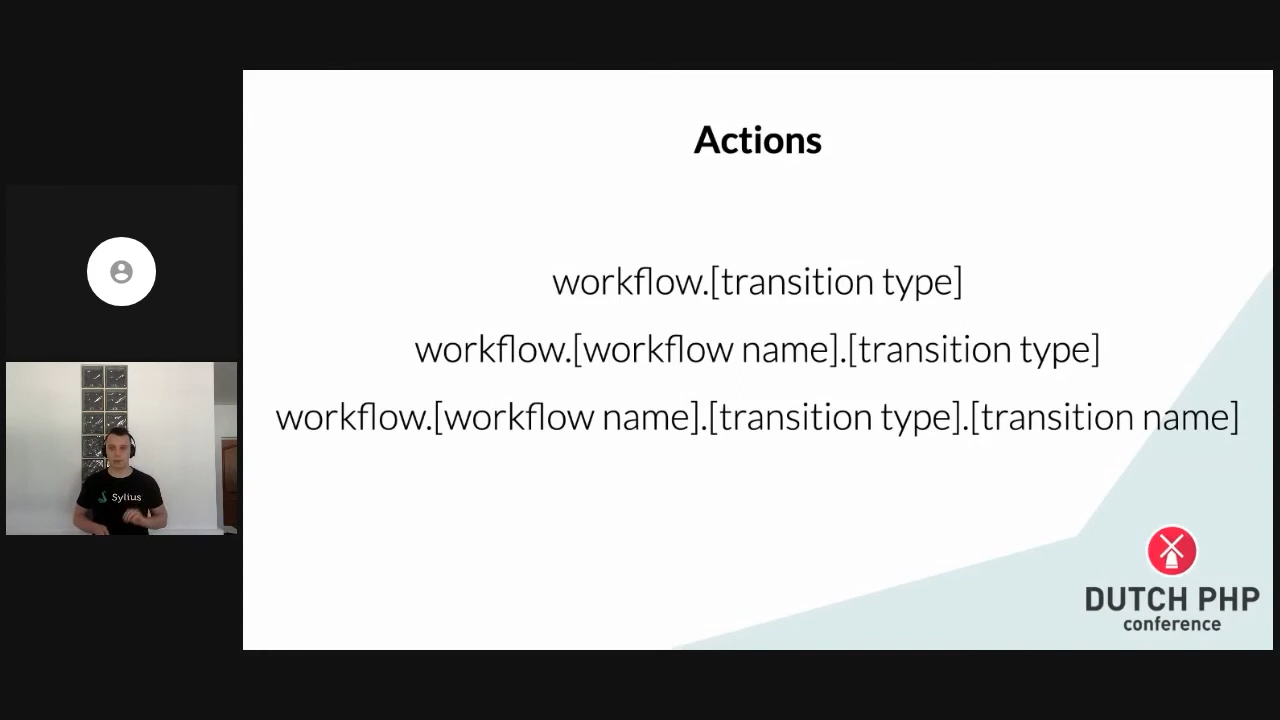 Actions
workflow.[transition type]
workflow.[workflow name].[transition type]
workflow.[workflow name].[transition type].[transition name]
Sylius
DUTCH PHP
conference